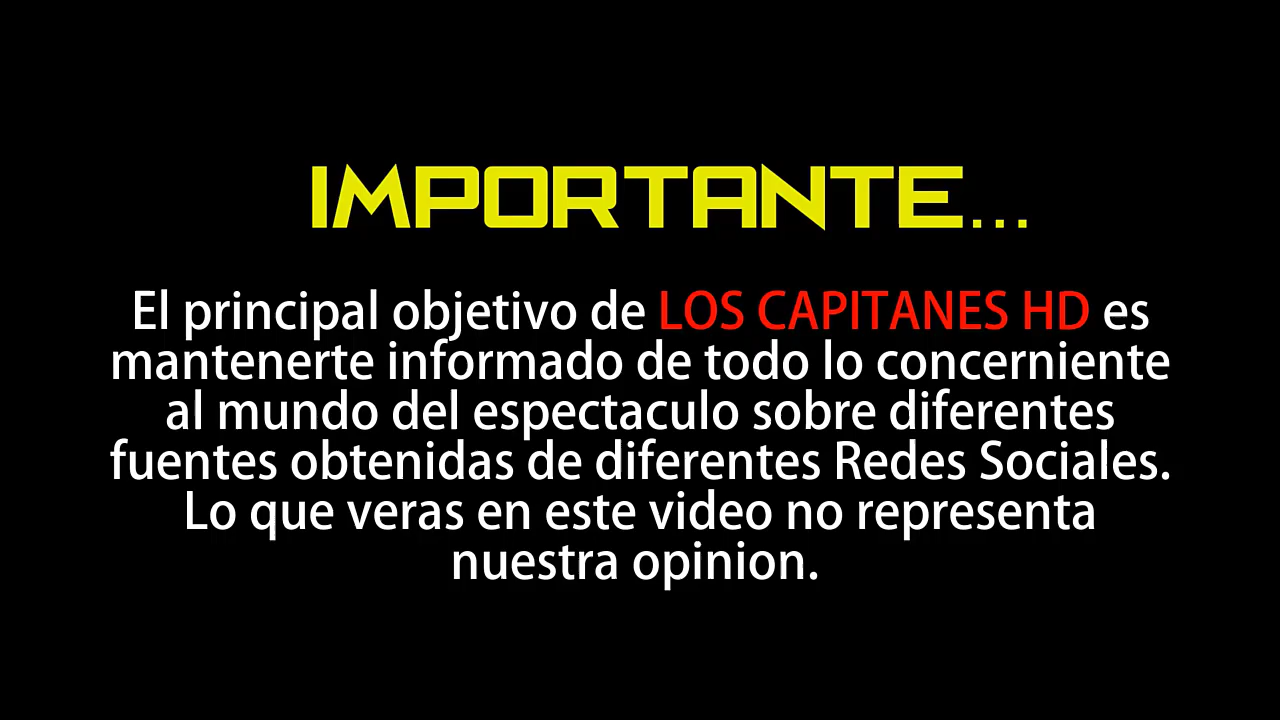 IMPORTANTE...
El principal objetivo de LOS CAPITANES HD es
mantenerte informado de todo lo concerniente
al mundo del espectaculo sobre diferentes
fuentes obtenidas de diferentes Redes Sociales.
Lo que veras en este video no representa
nuestra opinion.